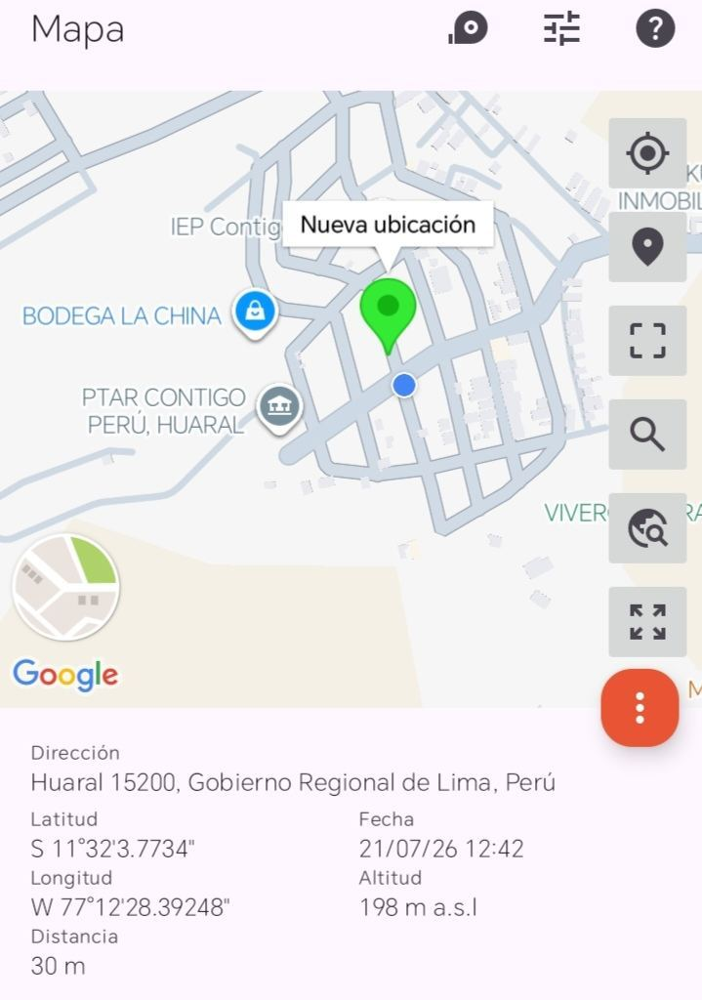 Mapa
IEP Contig
Nueva ubicación
INMOBIL
BODEGA LA CHINA
PTAR CONTIGO
PERÚ, HUARAL
VIVER
Google
Dirección
Huaral 15200, Gobierno Regional de Lima, Perú
Latitud
S 11°32'3.7734"
Fecha
21/07/26 12:42
Longitud
W 77°12'28.39248"
Altitud
198 m a.s.l
Distancia
30 m